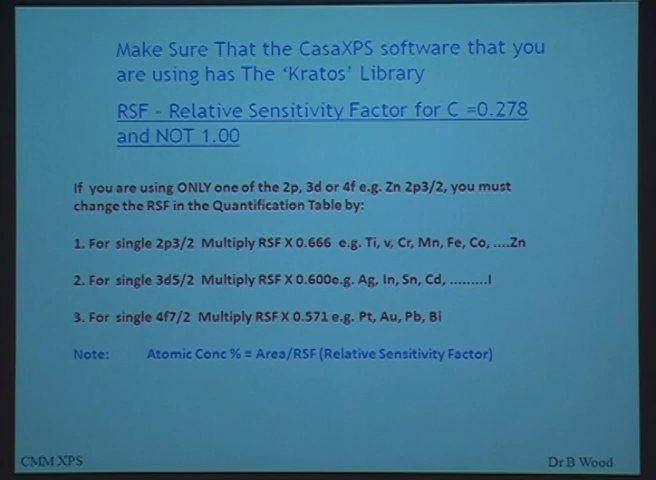 Make Sure That the CasaXPS software that you
are using has The ‘Kratos’ Library
RSF - Relative Sensitivity Factor for C =0.278
and NOT 1.00
If you are using ONLY one of the 2p, 3d or 4f e.g. Zn 2p3/2, you must
change the RSF in the Quantification Table by:
1. For single 2p3/2 Multiply RSF X 0.666 e.g. Ti, v, Cr, Mn, Fe, Co, ....Zn
2. For single 3d5/2 Multiply RSF X 0.600e.g. Ag, In, Sn, Cd, .........I
3. For single 4f7/2 Multiply RSF X 0.571 e.g. Pt, Au, Pb, Bi
Note: Atomic Conc % = Area/RSF (Relative Sensitivity Factor)
CMM XPS Dr B Wood